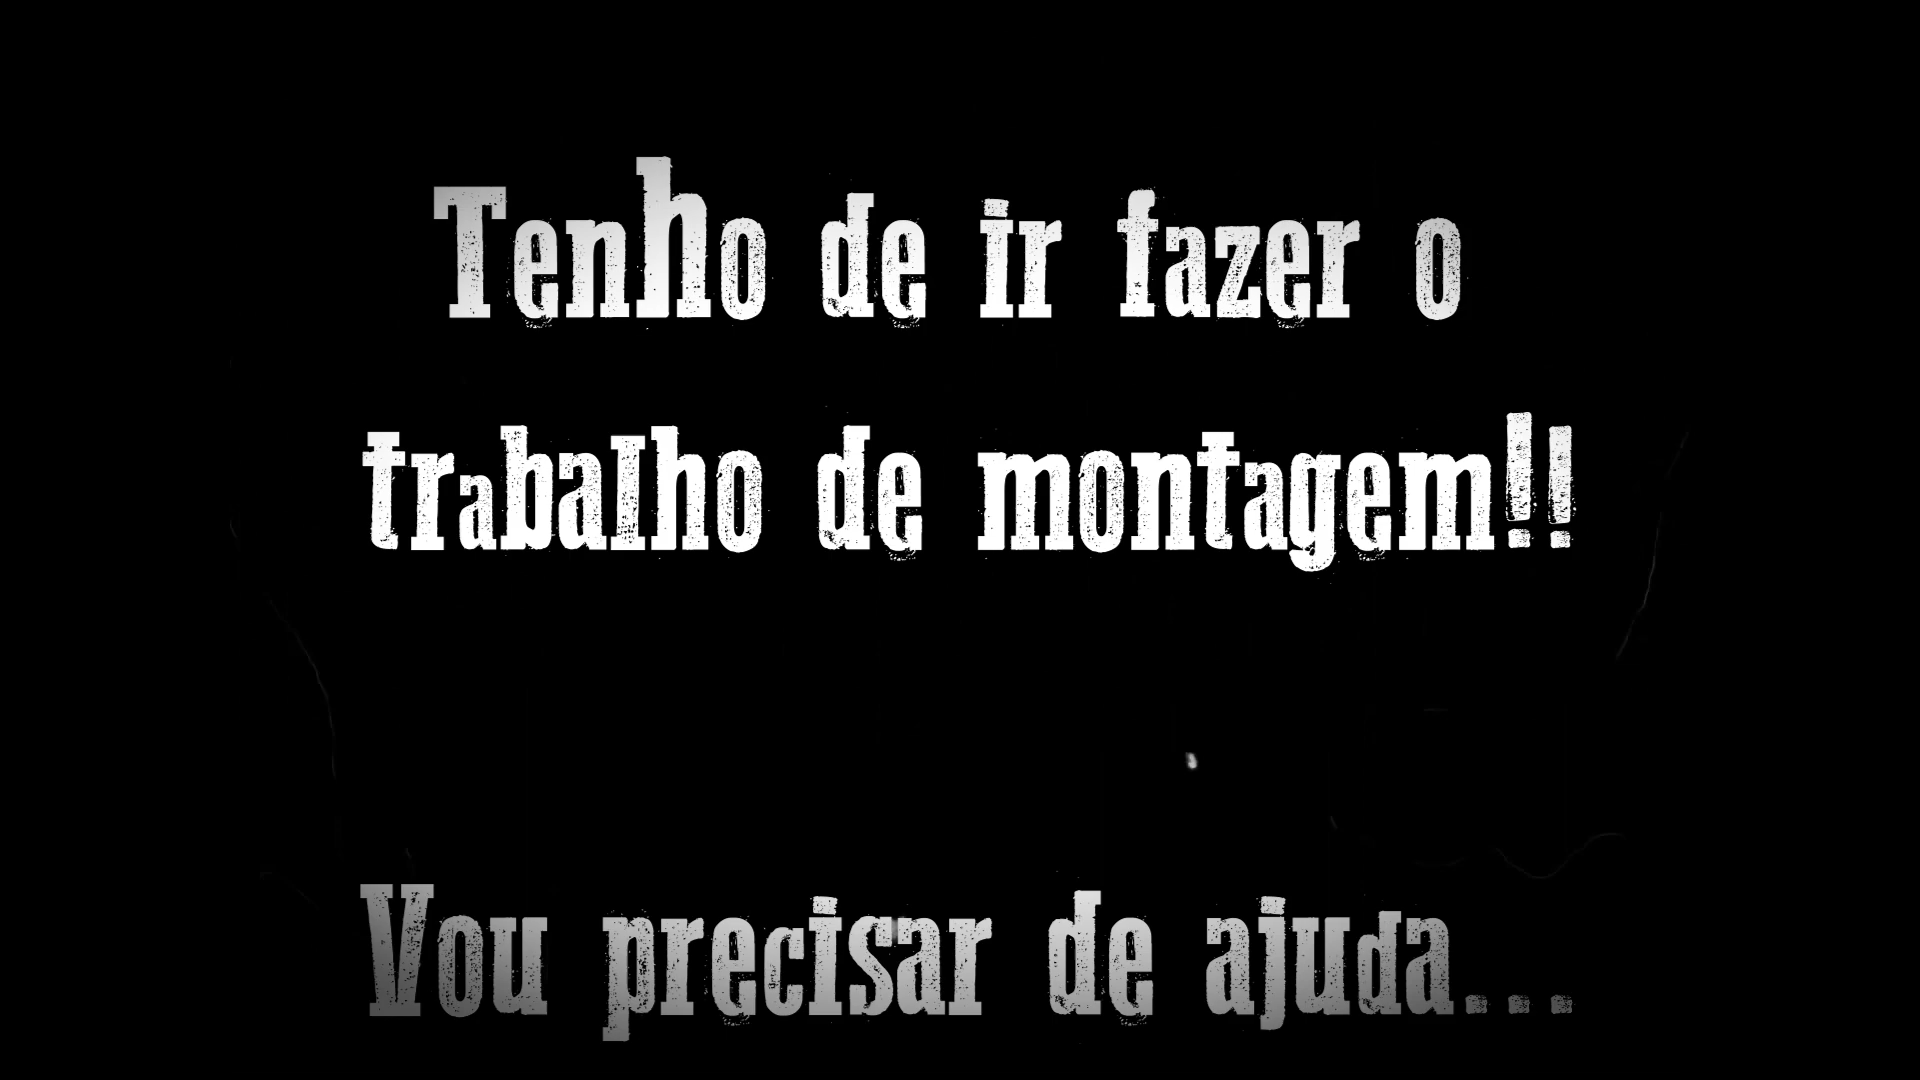 Tenho de ir fazer o
trabalho de montagem!!
Vou precisar de ajuda...